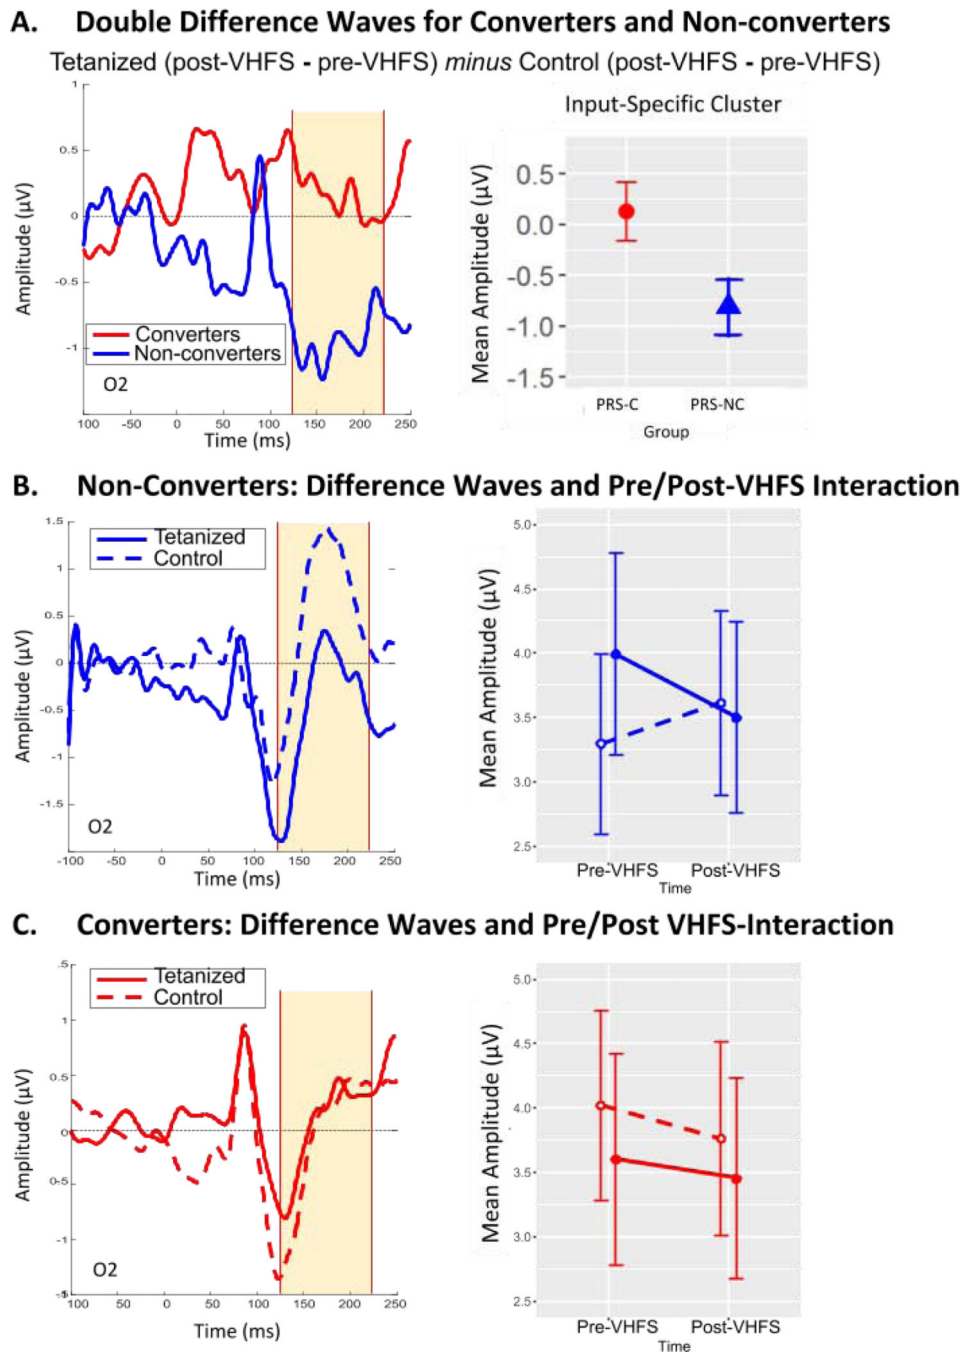 A. Double Difference Waves for Converters and Non-converters
Tetanized (post-VHFS - pre-VHFS) minus Control (post-VHFS - pre-VHFS)
1
0.5
0
-0.5
-1
Amplitude (µV)
Converters
Non-converters
O2
100 -50 0 50 100 150 200 250
Time (ms)
Input-Specific Cluster
0.5
0.0
-0.5
-1.0
-1.5
Mean Amplitude (µV)
PRS-C PRS-NC
Group
B. Non-Converters: Difference Waves and Pre/Post-VHFS Interaction
1.5
1
0.5
0
-0.5
-1
-1.5
Amplitude (µV)
Tetanized
Control
O2
-100 -50 0 50 100 150 200 250
Time (ms)
5.0
4.5
4.0
3.5
3.0
2.5
Mean Amplitude (µV)
Pre-VHFS Post-VHFS
Time
C. Converters: Difference Waves and Pre/Post VHFS-Interaction
.5
1
0.5
0
0-5
-1
Amplitude (µV)
Tetanized
Control
O2
100 50 0 50 100 150 200 250
Time (ms)
5.0
4.5
4.0
3.5
3.0
2.5
Mean Amplitude (µV)
Pre-VHFS Post-VHFS
Time